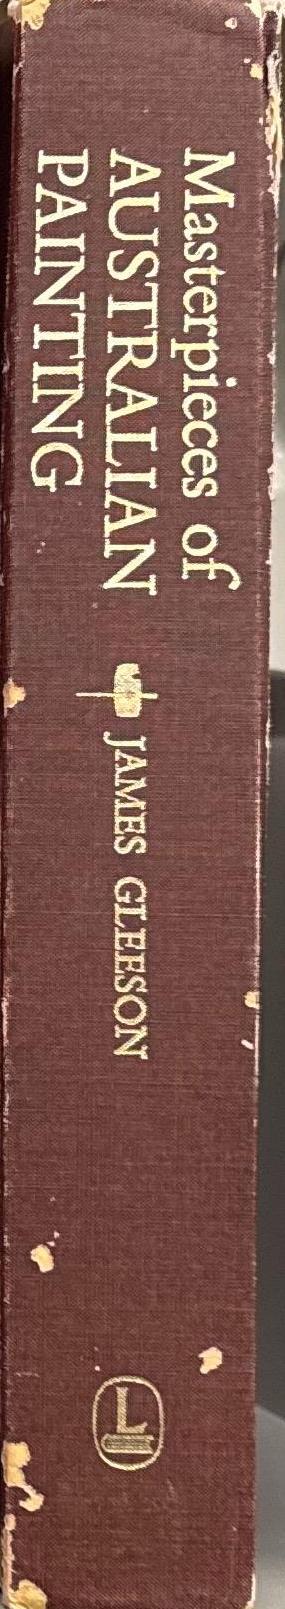 Masterpieces of
AUSTRALIAN
PAINTING
JAMES GLEESON
L